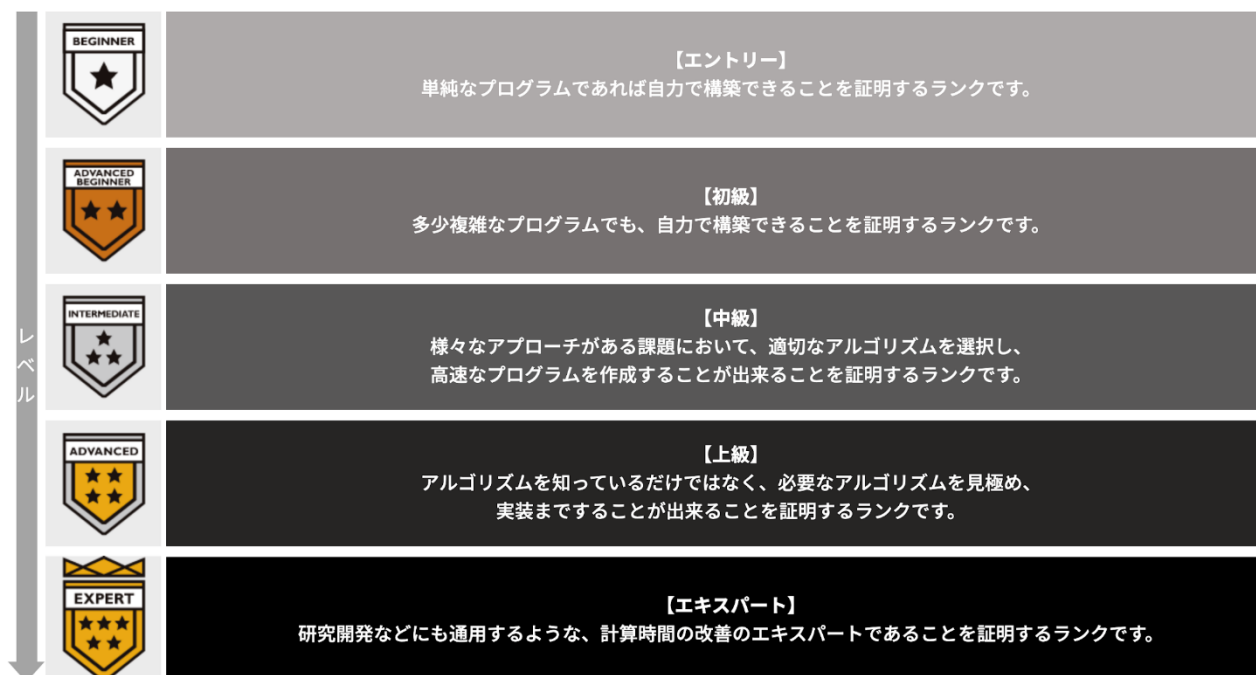 レベル
BEGINNER
【エントリー】
単純なプログラムであれば自力で構築できることを証明するランクです。
ADVANCED
BEGINNER
【初級】
多少複雑なプログラムでも、自力で構築できることを証明するランクです。
INTERMEDIATE
【中級】
様々なアプローチがある課題において、適切なアルゴリズムを選択し、
高速なプログラムを作成することが出来ることを証明するランクです。
ADVANCED
【上級】
アルゴリズムを知っているだけではなく、必要なアルゴリズムを見極め、
実装まですることが出来ることを証明するランクです。
EXPERT
【エキスパート】
研究開発などにも通用するような、計算時間の改善のエキスパートであることを証明するランクです。